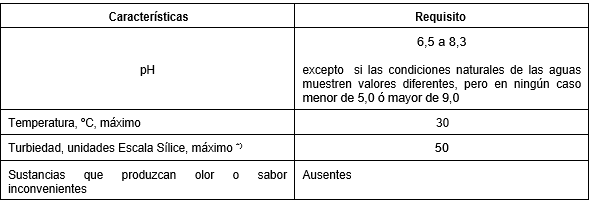 Características Requisito
pH
6,5 a 8,3
excepto si las condiciones naturales de las aguas
muestren valores diferentes, pero en ningún caso
menor de 5,0 ó mayor de 9,0
Temperatura, ºC, máximo 30
Turbiedad, unidades Escala Sílice, máximo *) 50
Sustancias que produzcan olor o sabor
inconvenientes
Ausentes